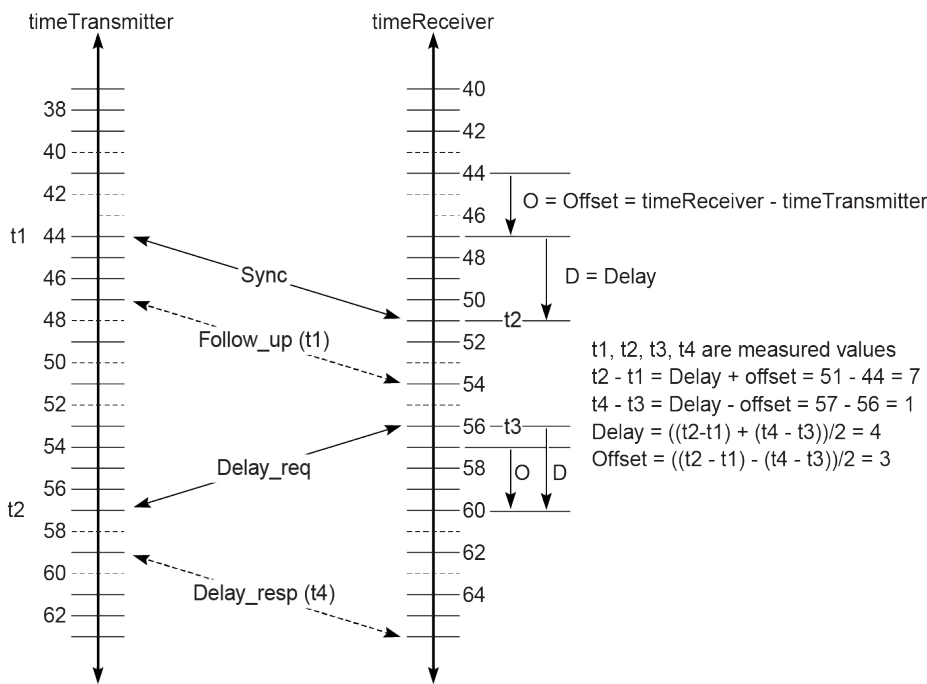 timeTransmitter
timeReceiver
38
40
42
t1
44
46
48
50
52
54
56
t2
58
60
62
40
42
44
46
48
50
t2
52
54
56
t3
58
60
62
64
Sync
Follow_up (t1)
Delay_req
Delay_resp (t4)
O = Offset = timeReceiver - timeTransmitter
D = Delay
O
D
t1, t2, t3, t4 are measured values
t2 - t1 = Delay + offset = 51 - 44 = 7
t4 - t3 = Delay - offset = 57 - 56 = 1
Delay = ((t2-t1) + (t4 - t3))/2 = 4
Offset = ((t2 - t1) - (t4 - t3))/2 = 3